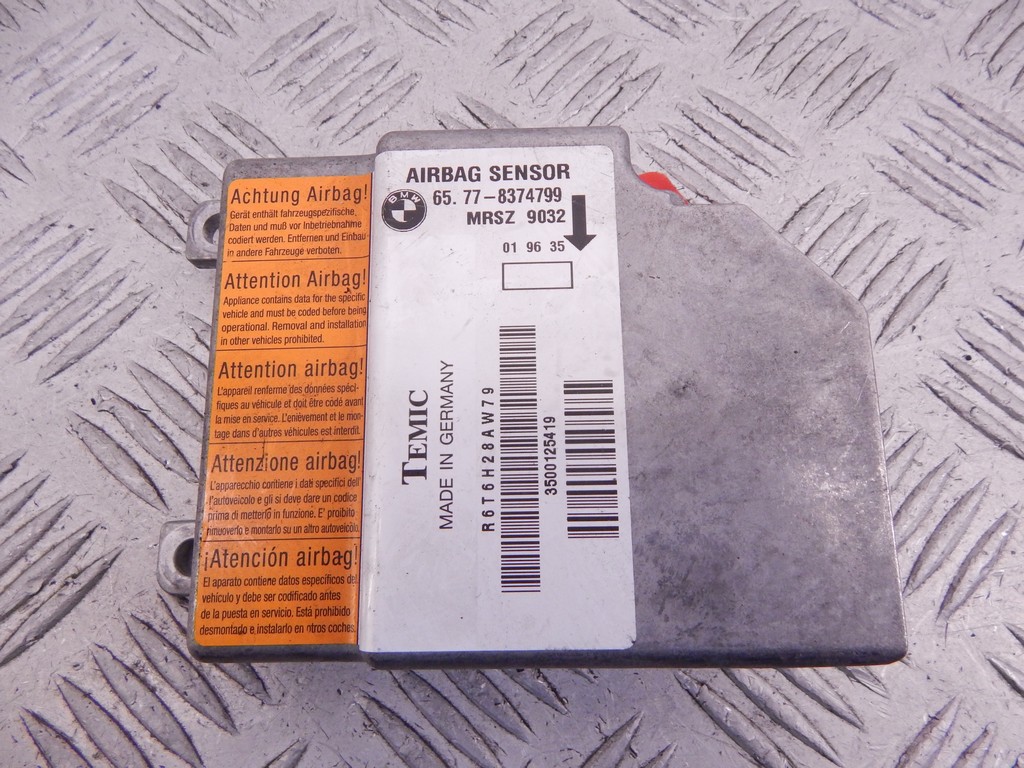 Achtung Airbag!
Gerät enthält fahrzeugspezifische,
Daten und muß vor Inbetriebnahme
codiert werden. Entfernen und Einbau
in andere Fahrzeuge verboten.
Attention Airbag!
Appliance contains data for the specific
vehicle and must be coded before being
operational. Removal and installation
in other vehicles prohibited.
Attention airbag!
L'appareil renferme des données spéci-
fiques au véhicule et doit être codé avant
la mise en service. L'enièvement et le mon-
tage dans d'autres véhicules est interdit.
Attenzione airbag!
L'apparecchio contiene i dati specifici dell'
l'autoveicolo e gli si deve dare un codice
prima di metterlo in funzione. E' proibito
rimuoverlo e montarlo su un altro autoveicolo.
¡Atención airbag!
El aparato contiene datos especificos del
vehículo y debe ser codificado antes
de la puesta en servicio. Está prohibido
desmontado e instalarlo en otros coches.
AIRBAG SENSOR
BMW
65. 77-8374799
MRSZ 9032
01 96 35
TEMIC
MADE IN GERMANY
R6T6H28AW79
3500125419